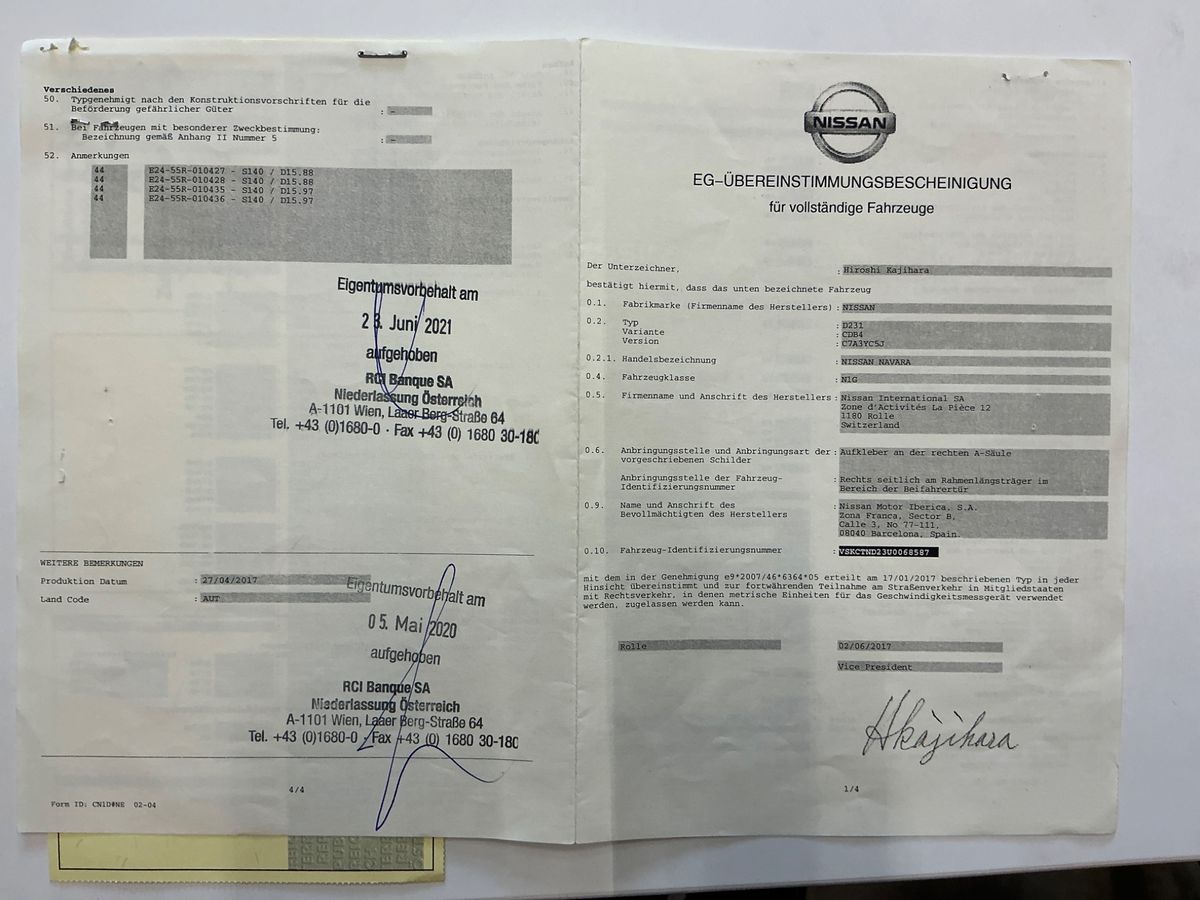 Verschiedenes
50. Typgenehmigt nach den Konstruktionsvorschriften für die
Beförderung gefährlicher Güter : -
51. Bei Fahrzeugen mit besonderer Zweckbestimmung:
Bezeichnung gemäß Anhang II Nummer 5 : -
52. Anmerkungen
44 E24-55R-010427 - S140 / D15.88
44 E24-55R-010428 - S140 / D15.88
44 E24-55R-010435 - S140 / D15.97
44 E24-55R-010436 - S140 / D15.97
Eigentumsvorbehalt am
Juni 2021
aufgehoben
RCI Banque SA
Niederlassung Österreich
A-1101 Wien, Laaer Berg-Straße 64
Tel. +43 (0)1680-0 · Fax +43 (0) 1680 30-180
WEITERE BEMERKUNGEN
Produktion Datum : 27/04/2017
Land Code : AUT
Eigentumsvorbehalt am
05. Mai 2020
aufgehoben
RCI Banque SA
Niederlassung Österreich
A-1101 Wien, Laaer Berg-Straße 64
Tel. +43 (0)1680-0 · Fax +43 (0) 1680 30-180
4/4
Form ID: CN1D#NE 02-04
NISSAN
EG-ÜBEREINSTIMMUNGSBESCHEINIGUNG
für vollständige Fahrzeuge
Der Unterzeichner, : Hiroshi Kajihara
bestätigt hiermit, dass das unten bezeichnete Fahrzeug
0.1. Fabrikmarke (Firmenname des Herstellers) : NISSAN
0.2. Typ : D231
Variante : CDB4
Version : C7A3YC5J
0.2.1. Handelsbezeichnung : NISSAN NAVARA
0.4. Fahrzeugklasse : N1G
0.5. Firmenname und Anschrift des Herstellers : Nissan International SA
Zone d'Activités La Pièce 12
1180 Rolle
Switzerland
0.6. Anbringungsstelle und Anbringungsart der : Aufkleber an der rechten A-Säule
vorgeschriebenen Schilder
Anbringungsstelle der Fahrzeug- : Rechts seitlich am Rahmenlängsträger im
Identifizierungsnummer Bereich der Beifahrertür
0.9. Name und Anschrift des : Nissan Motor Iberica, S.A.
Bevollmächtigten des Herstellers Zona Franca, Sector B,
Calle 3, No 77-111,
08040 Barcelona, Spain.
0.10. Fahrzeug-Identifizierungsnummer : VSKCTND23U0068587
mit dem in der Genehmigung e9*2007/46*6364*05 erteilt am 17/01/2017 beschriebenen Typ in jeder
Hinsicht übereinstimmt und zur fortwährenden Teilnahme am Straßenverkehr in Mitgliedstaaten
mit Rechtsverkehr, in denen metrische Einheiten für das Geschwindigkeitsmessgerät verwendet
werden, zugelassen werden kann.
Rolle 02/06/2017
Vice President
HKajihara
1/4